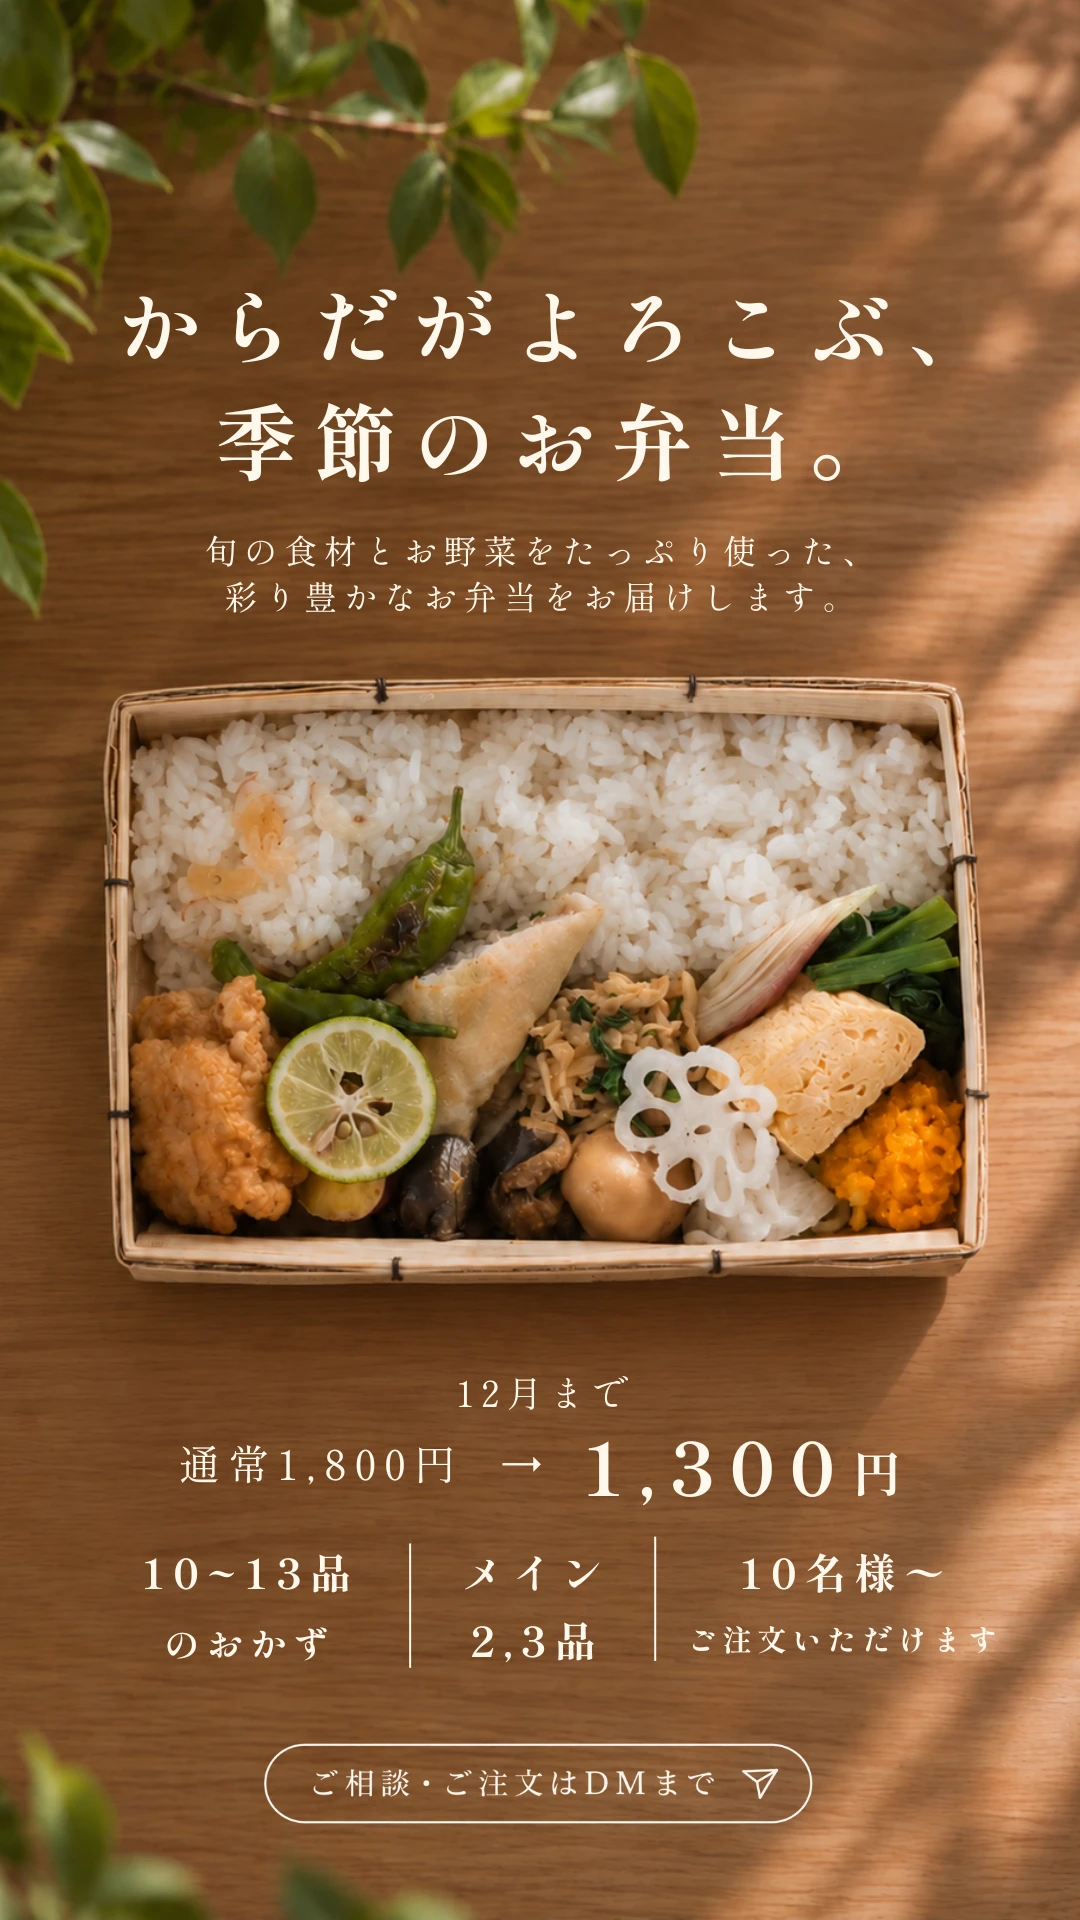 からだがよろこぶ、
季節のお弁当。
旬の食材とお野菜をたっぷり使った、
彩り豊かなお弁当をお届けします。
12月まで
通常1,800円 → 1,300円
10~13品
のおかず
メイン
2,3品
10名様～
ご注文いただけます
ご相談・ご注文はDMまで